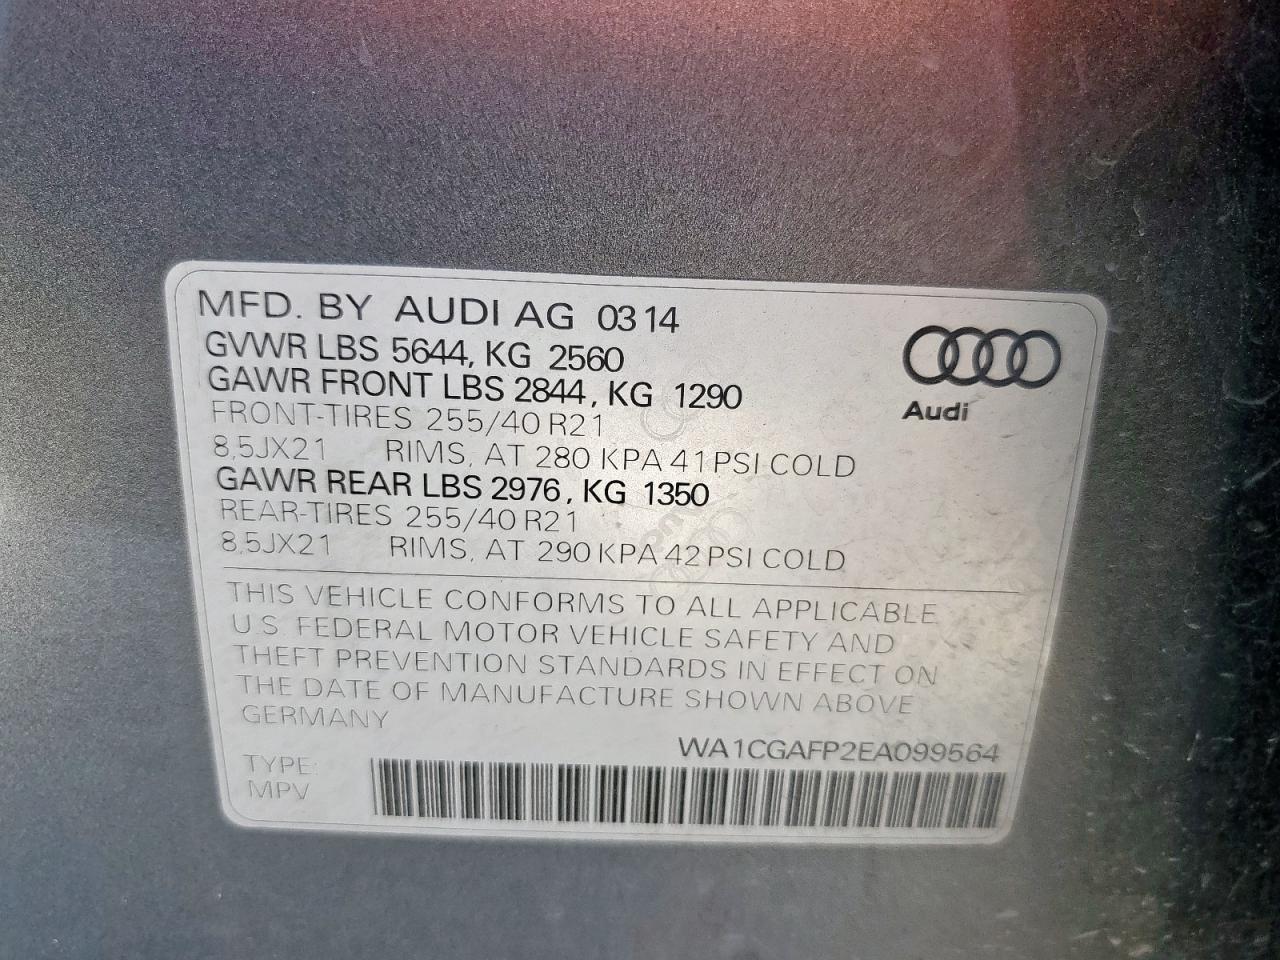 MFD. BY AUDI AG 0314
GVWR LBS 5644, KG 2560
GAWR FRONT LBS 2844, KG 1290
FRONT-TIRES 255/40 R21
8,5JX21 RIMS, AT 280 KPA 41 PSI COLD
GAWR REAR LBS 2976, KG 1350
REAR-TIRES 255/40 R21
8,5JX21 RIMS, AT 290 KPA 42 PSI COLD
Audi
THIS VEHICLE CONFORMS TO ALL APPLICABLE
U.S. FEDERAL MOTOR VEHICLE SAFETY AND
THEFT PREVENTION STANDARDS IN EFFECT ON
THE DATE OF MANUFACTURE SHOWN ABOVE
GERMANY
WA1CGAFP2EA099564
TYPE:
MPV